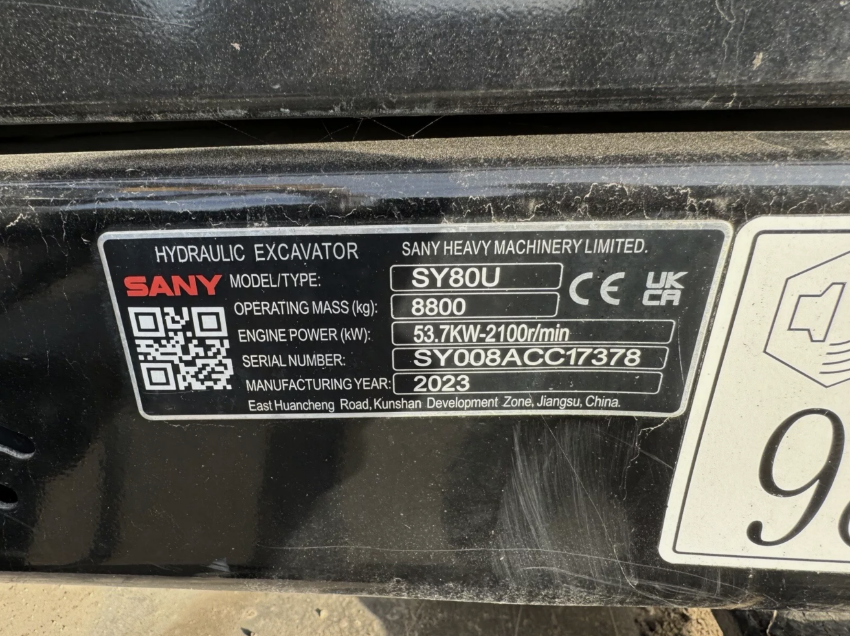 HYDRAULIC EXCAVATOR SANY HEAVY MACHINERY LIMITED.
SANY MODEL/TYPE: SY80U CE UK CA
OPERATING MASS (kg): 8800
ENGINE POWER (kW): 53.7KW-2100r/min
SERIAL NUMBER: SY008ACC17378
MANUFACTURING YEAR: 2023
East Huancheng Road, Kunshan Development Zone, Jiangsu, China.